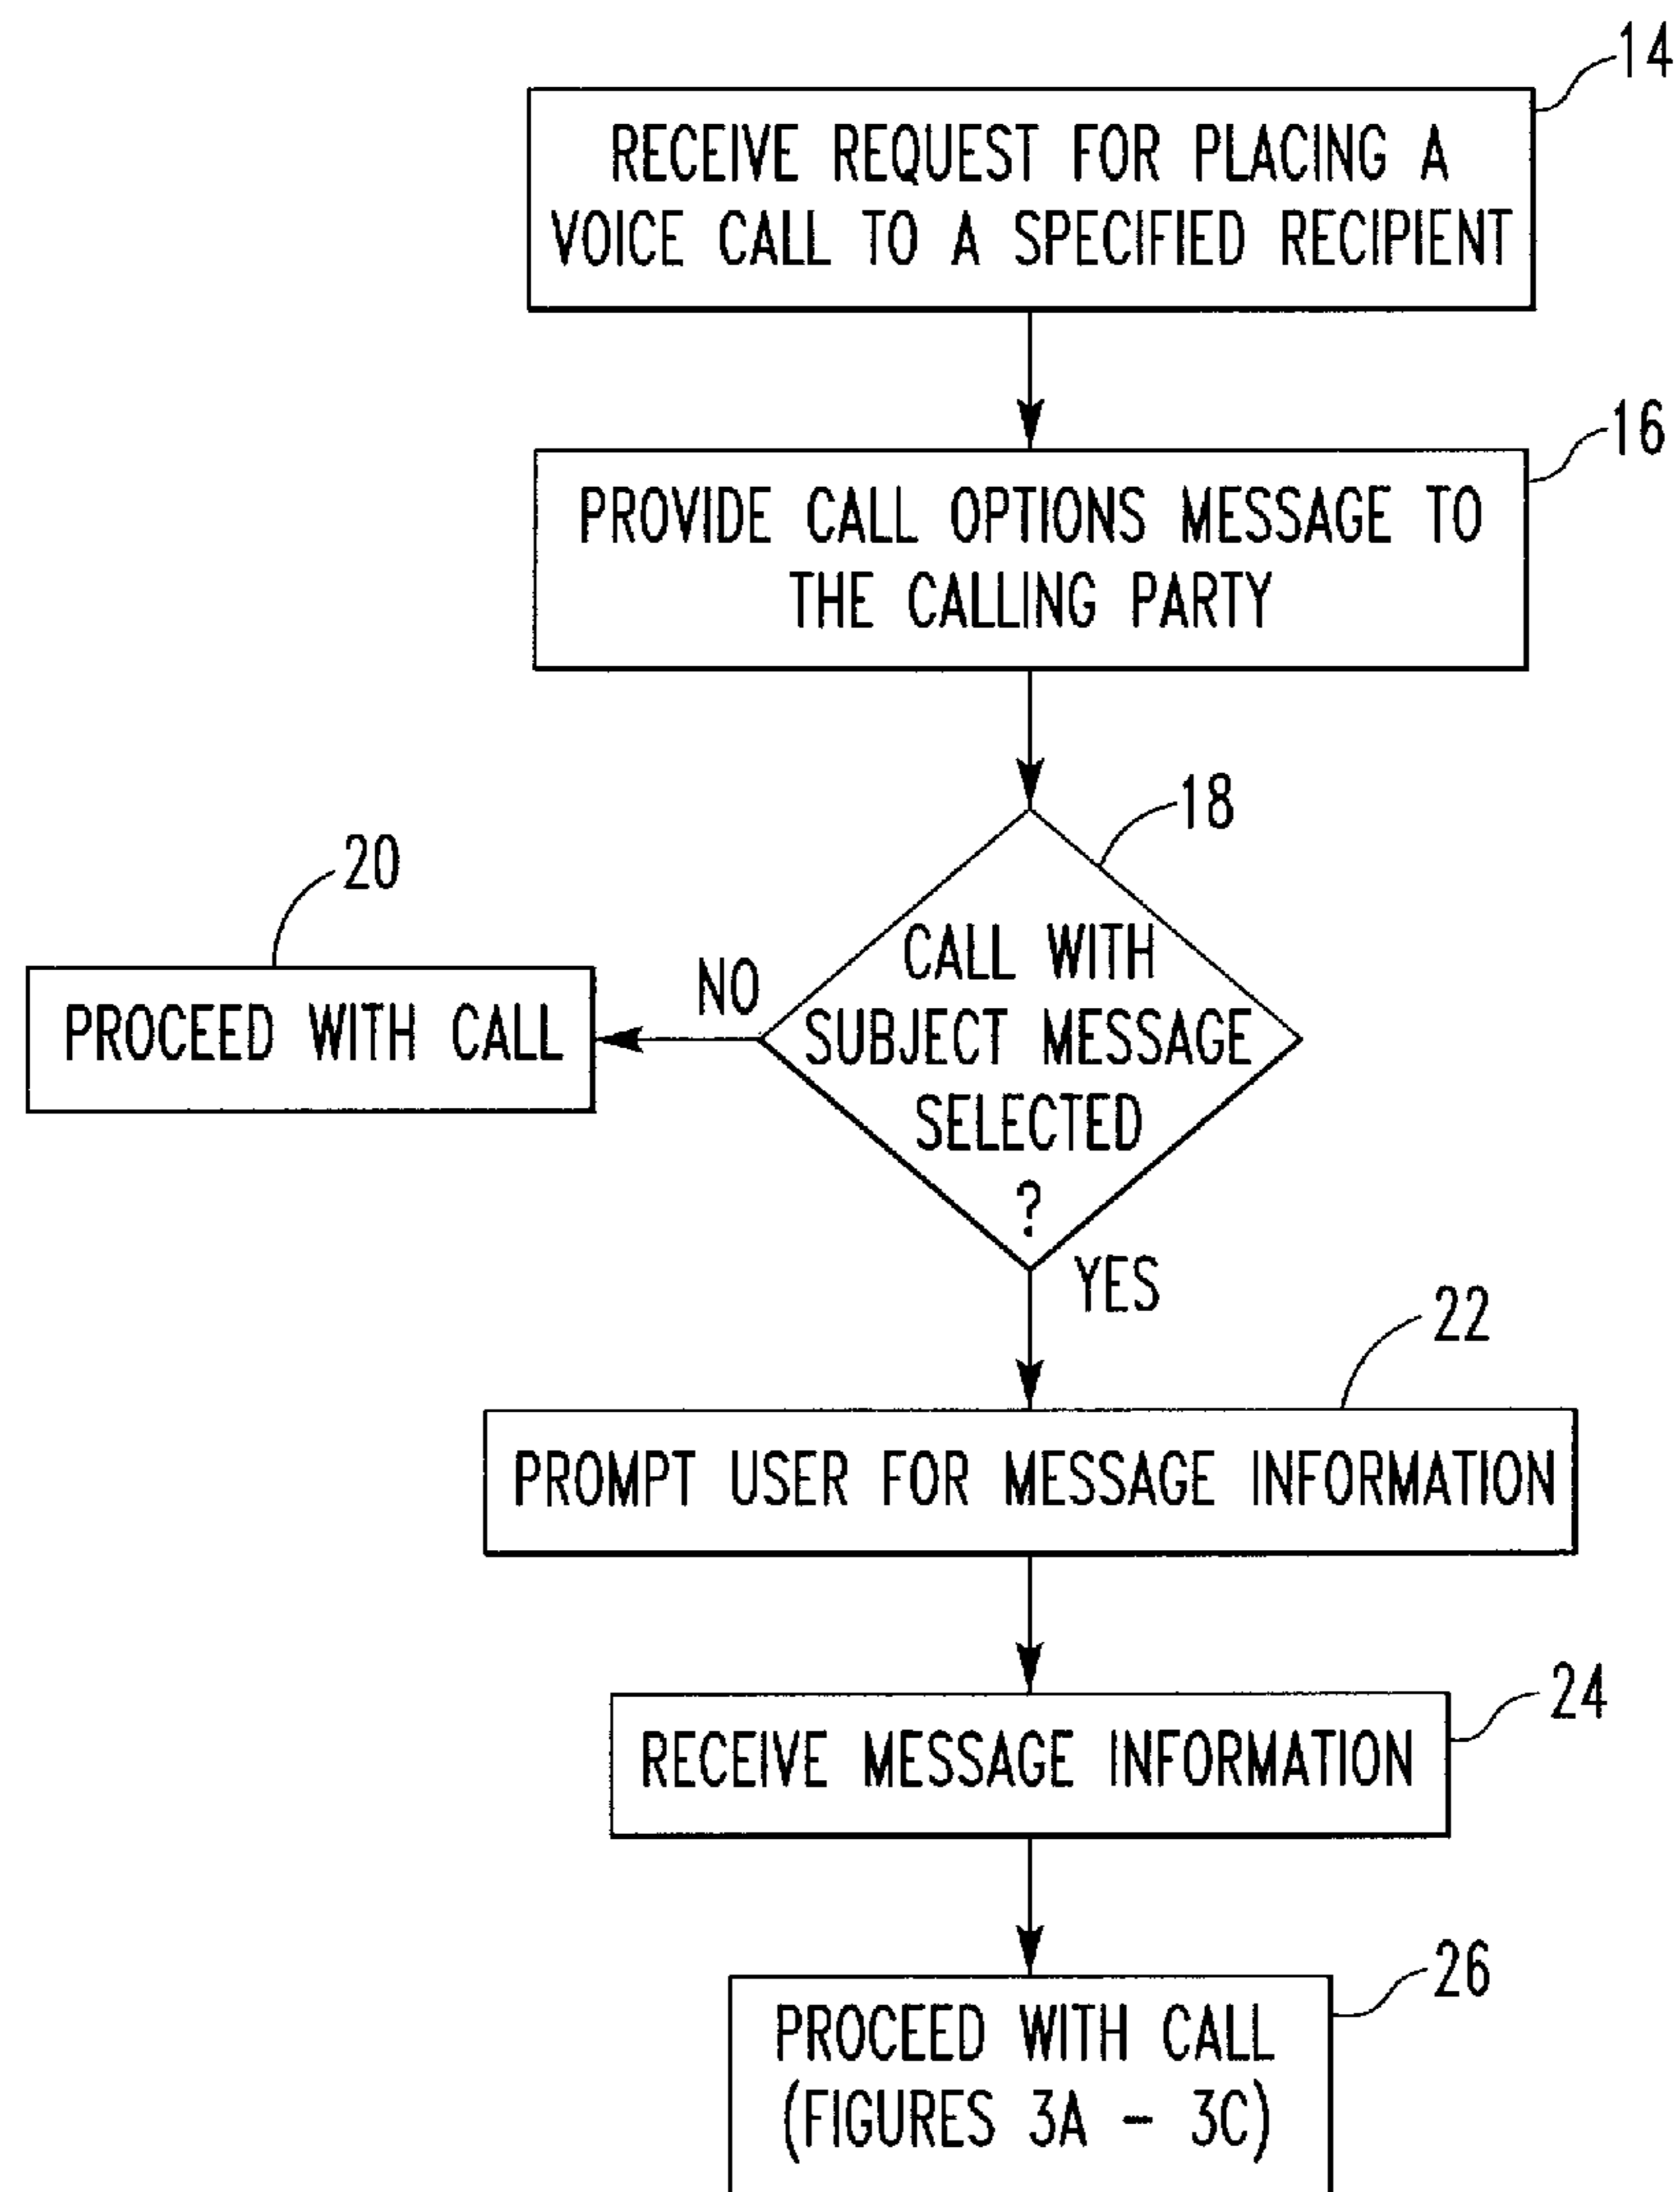 14
RECEIVE REQUEST FOR PLACING A
VOICE CALL TO A SPECIFIED RECIPIENT
16
PROVIDE CALL OPTIONS MESSAGE TO
THE CALLING PARTY
18
CALL WITH
SUBJECT MESSAGE
SELECTED
?
NO
20
PROCEED WITH CALL
YES
22
PROMPT USER FOR MESSAGE INFORMATION
24
RECEIVE MESSAGE INFORMATION
26
PROCEED WITH CALL
(FIGURES 3A – 3C)